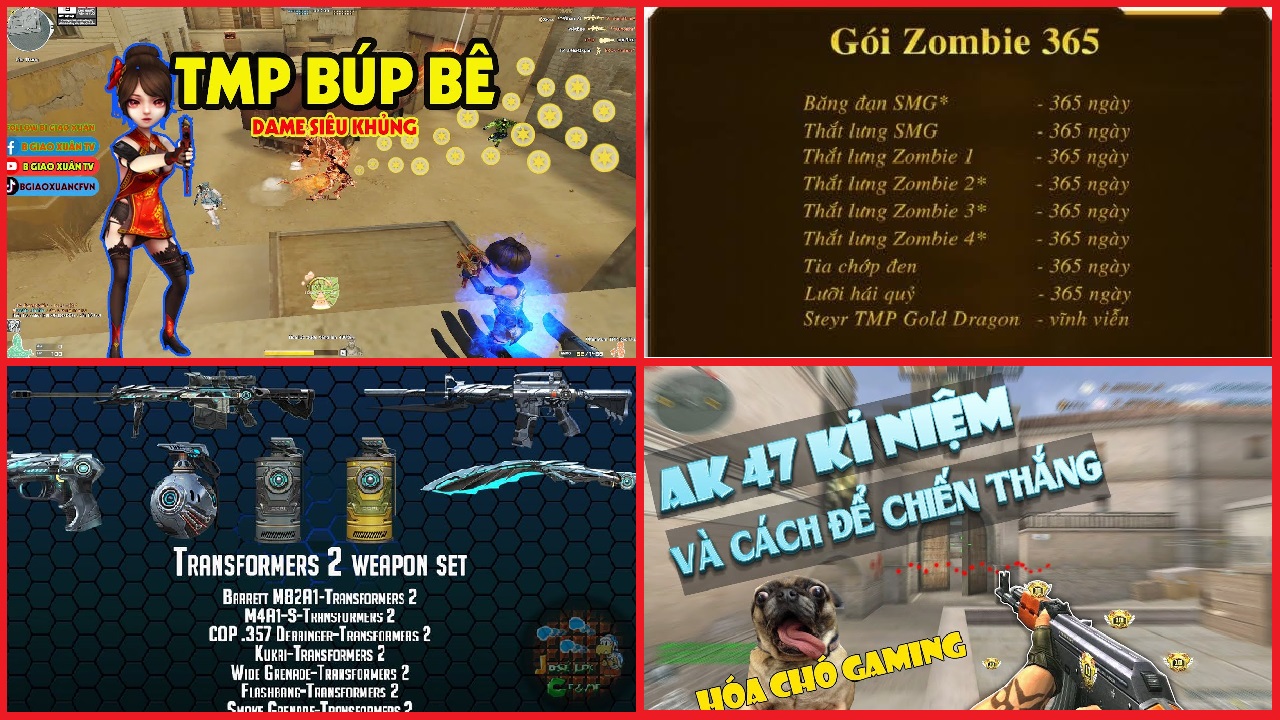 TMP BÚP BÊ
DAME SIÊU KHỦNG
B GIAO XUÂN TV
B GIAO XUÂN TV
BGIAOXUANCFVN
Gói Zombie 365
Băng đạn SMG* - 365 ngày
Thắt lưng SMG - 365 ngày
Thắt lưng Zombie 1 - 365 ngày
Thắt lưng Zombie 2* - 365 ngày
Thắt lưng Zombie 3* - 365 ngày
Thắt lưng Zombie 4* - 365 ngày
Tia chớp đen - 365 ngày
Lưỡi hái quỷ - 365 ngày
Steyr TMP Gold Dragon - vĩnh viễn
TRANSFORMERS 2 WEAPON SET
BARRETT M82A1-TRANSFORMERS 2
M4A1-S-TRANSFORMERS 2
COP .357 DERRINGER-TRANSFORMERS 2
KUKRI-TRANSFORMERS 2
WIDE GRENADE-TRANSFORMERS 2
FLASHBANG-TRANSFORMERS 2
SMOKE GRENADE-TRANSFORMERS 2
AK 47 KỈ NIỆM
VÀ CÁCH ĐỂ CHIẾN THẮNG
HÓA CHÓ GAMING